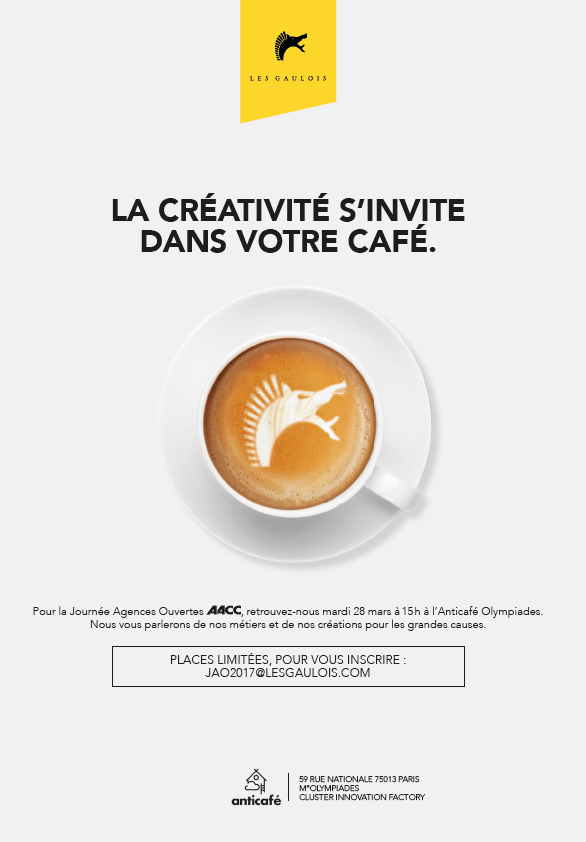 LES GAULOIS
LA CRÉATIVITÉ S'INVITE
DANS VOTRE CAFÉ.
Pour la Journée Agences Ouvertes AACC, retrouvez-nous mardi 28 mars à 15h à l'Anticafé Olympiades.
Nous vous parlerons de nos métiers et de nos créations pour les grandes causes.
PLACES LIMITÉES, POUR VOUS INSCRIRE :
JAO2017@LESGAULOIS.COM
anticafé
59 RUE NATIONALE 75013 PARIS
M°OLYMPIADES
CLUSTER INNOVATION FACTORY